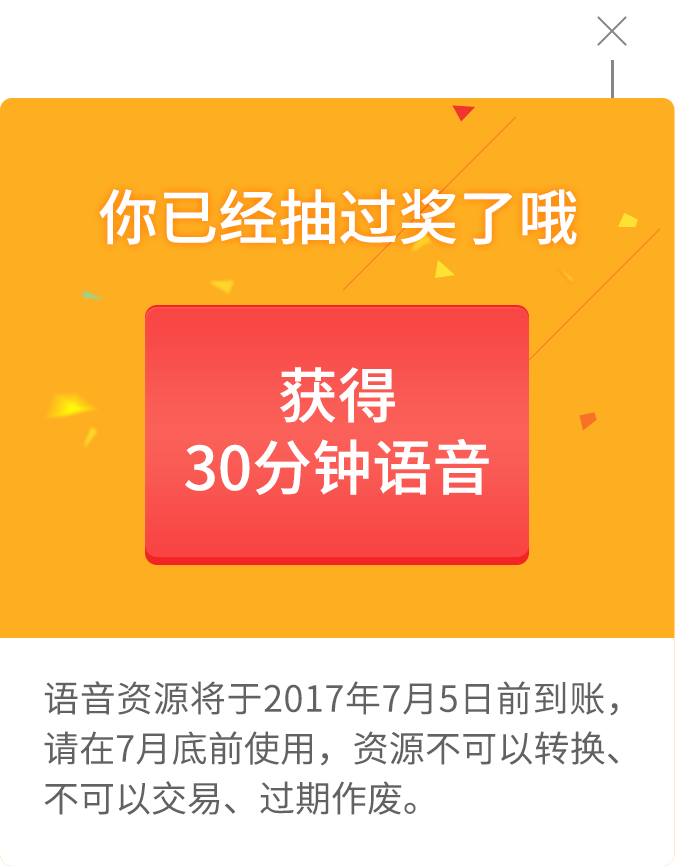 你已经抽过奖了哦
获得
30分钟语音
语音资源将于2017年7月5日前到账，
请在7月底前使用，资源不可以转换、
不可以交易、过期作废。